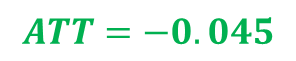 ATT = −0.045